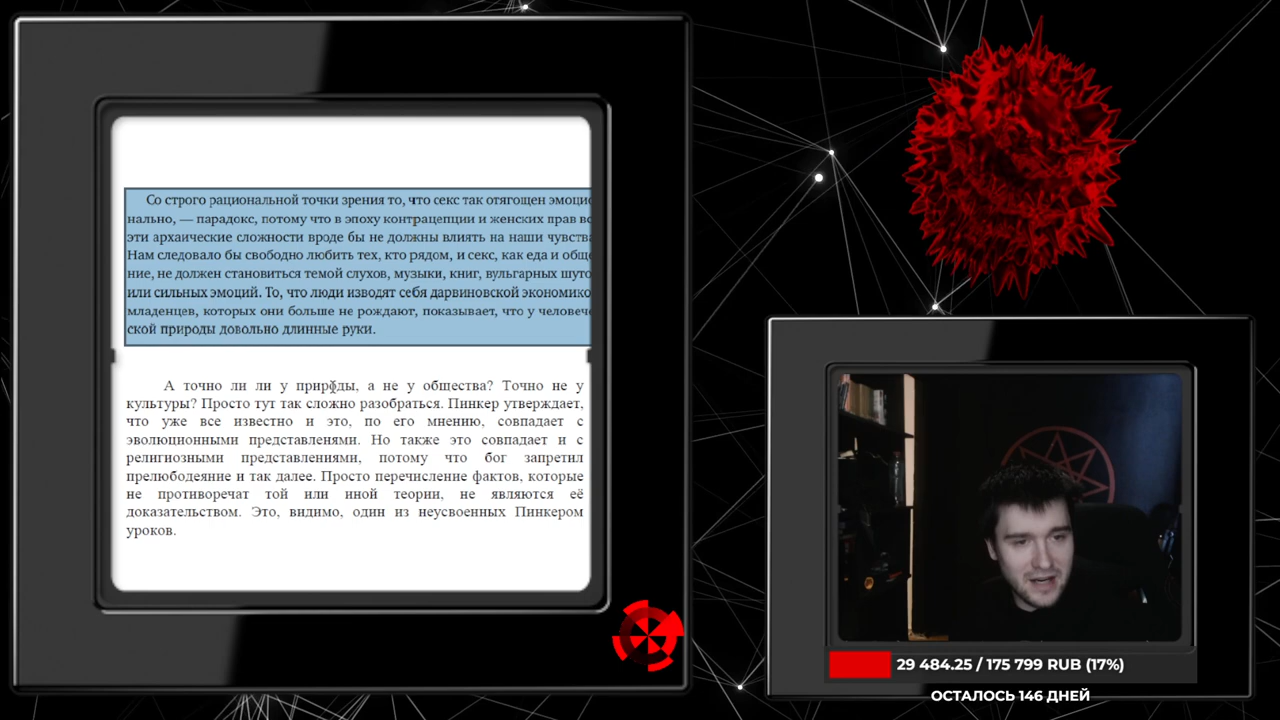 Со строго рациональной точки зрения то, что секс так отягощен эмоцио
нально, — парадокс, потому что в эпоху контрацепции и женских прав вс
эти архаические сложности вроде бы не должны влиять на наши чувства
Нам следовало бы свободно любить тех, кто рядом, и секс, как еда и обще
ние, не должен становиться темой слухов, музыки, книг, вульгарных шуто
или сильных эмоций. То, что люди изводят себя дарвиновской экономико
младенцев, которых они больше не рождают, показывает, что у человече
ской природы довольно длинные руки.
А точно ли ли у природы, а не у общества? Точно не у
культуры? Просто тут так сложно разобраться. Пинкер утверждает,
что уже все известно и это, по его мнению, совпадает с
эволюционными представленями. Но также это совпадает и с
религиозными представлениями, потому что бог запретил
прелюбодеяние и так далее. Просто перечисление фактов, которые
не противоречат той или иной теории, не являются её
доказательством. Это, видимо, один из неусвоенных Пинкером
уроков.
29 484.25 / 175 799 RUB (17%)
ОСТАЛОСЬ 146 ДНЕЙ